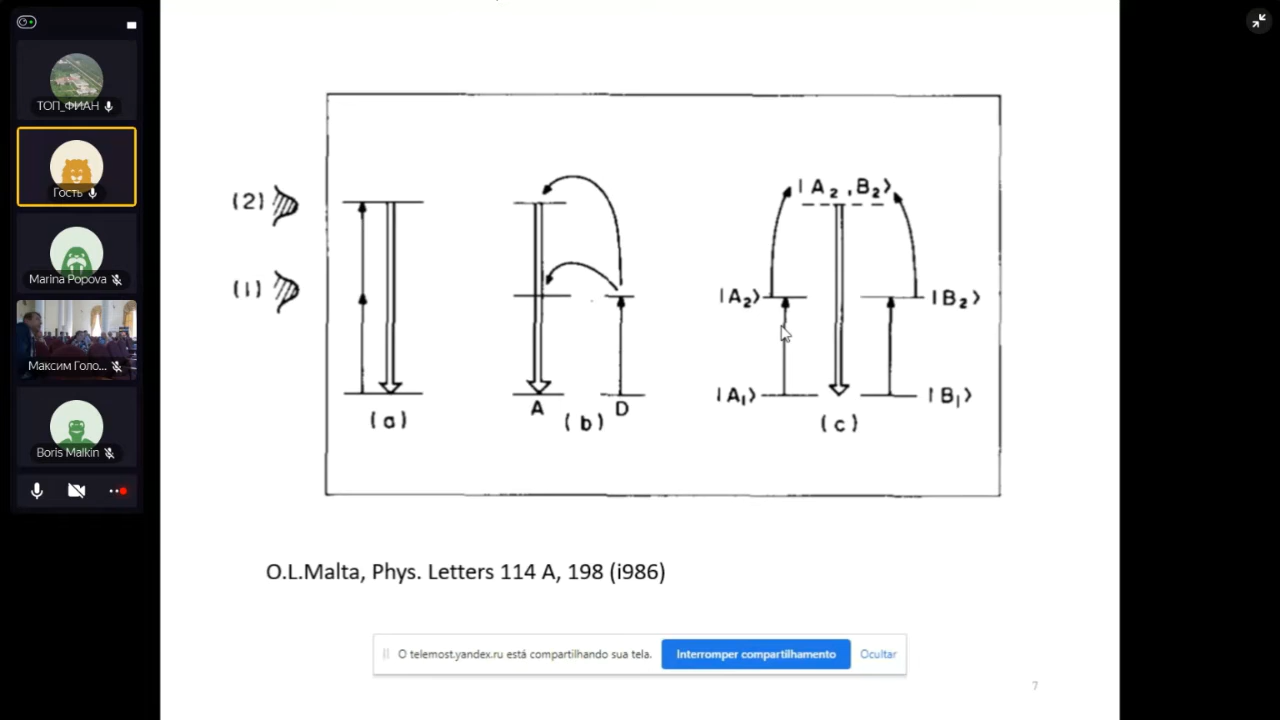 ТОП_ФИАН
Гость
Marina Popova
Максим Голо...
Boris Malkin
(2)
(1)
(a)
A
(b)
D
|A₂,B₂⟩
|A₂⟩
|B₂⟩
|A₁⟩
|B₁⟩
(c)
O.L.Malta, Phys. Letters 114 A, 198 (i986)
O telemost.yandex.ru está compartilhando sua tela.
Interromper compartilhamento
Ocultar
7